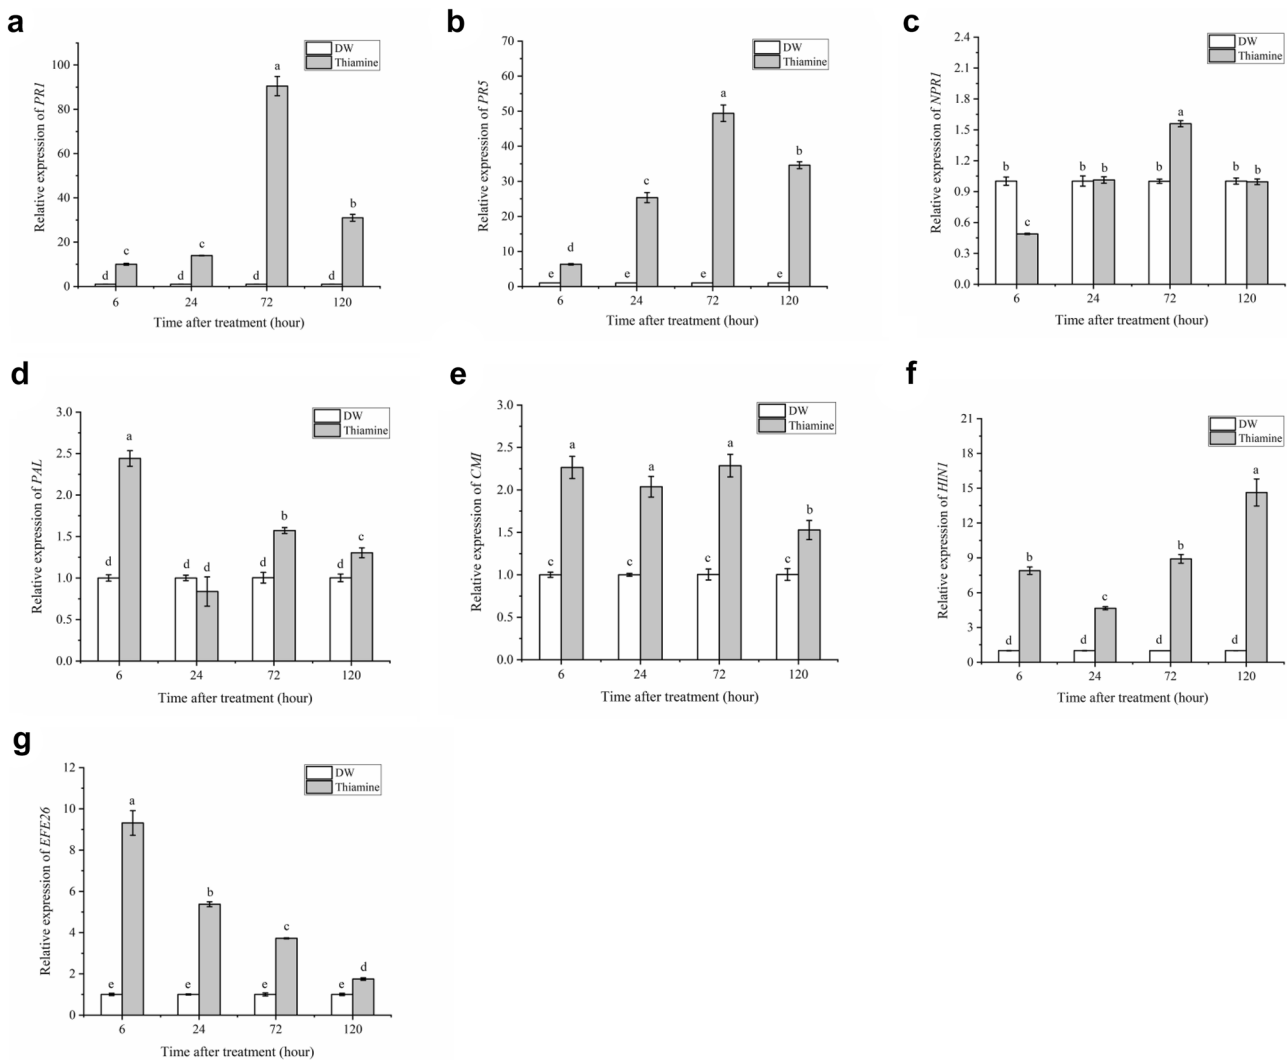 a
Relative expression of PR1
100
80
60
40
20
0
DW
Thiamine
d c d c d a d b
6 24 72 120
Time after treatment (hour)
b
Relative expression of PR5
70
60
50
40
30
20
10
0
DW
Thiamine
e d e c e a e b
6 24 72 120
Time after treatment (hour)
c
Relative expression of NPR1
2.4
2.1
1.8
1.5
1.2
0.9
0.6
0.3
0.0
DW
Thiamine
b c b b b a b b
6 24 72 120
Time after treatment (hour)
d
Relative expression of PAL
3.0
2.5
2.0
1.5
1.0
0.5
0.0
DW
Thiamine
d a d d d b d c
6 24 72 120
Time after treatment (hour)
e
Relative expression of CMI
3.0
2.5
2.0
1.5
1.0
0.5
0.0
DW
Thiamine
c a c a c a c b
6 24 72 120
Time after treatment (hour)
f
Relative expression of HIN1
21
18
15
12
9
6
3
0
DW
Thiamine
d b d c d b d a
6 24 72 120
Time after treatment (hour)
g
Relative expression of EFE26
12
10
8
6
4
2
0
DW
Thiamine
e a e b e c e d
6 24 72 120
Time after treatment (hour)